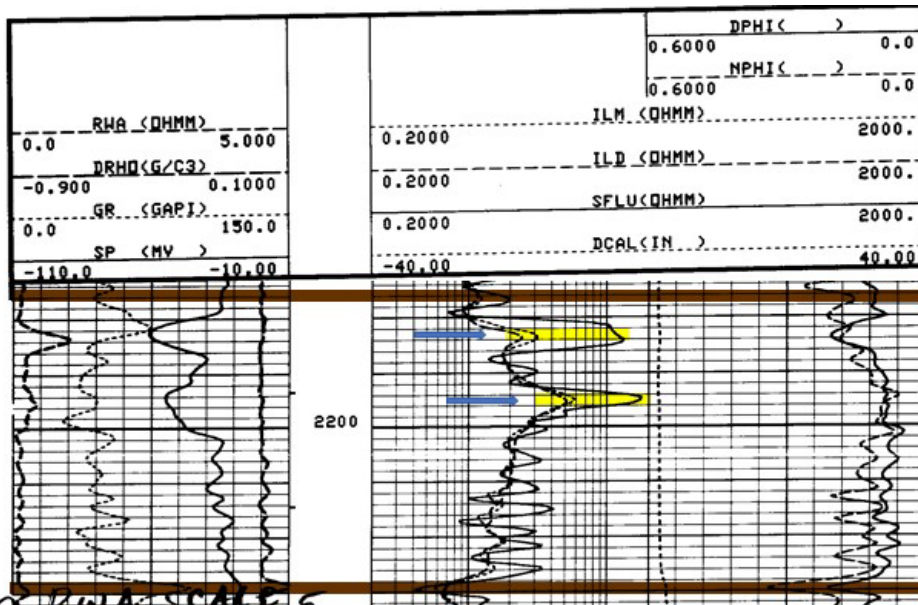 DPHI( )
0.6000 0.0
NPHI( )
0.6000 0.0
RWA (OHMM)
0.0 5.000
DRHO(G/C3)
-0.900 0.1000
GR (GAPI)
0.0 150.0
SP (MV )
-110.0 -10.00
ILM (OHMM)
0.2000 2000.
ILD (OHMM)
0.2000 2000.
SFLU(OHMM)
0.2000 2000.
DCAL(IN )
-40.00 40.00
2200
RWA SCALE